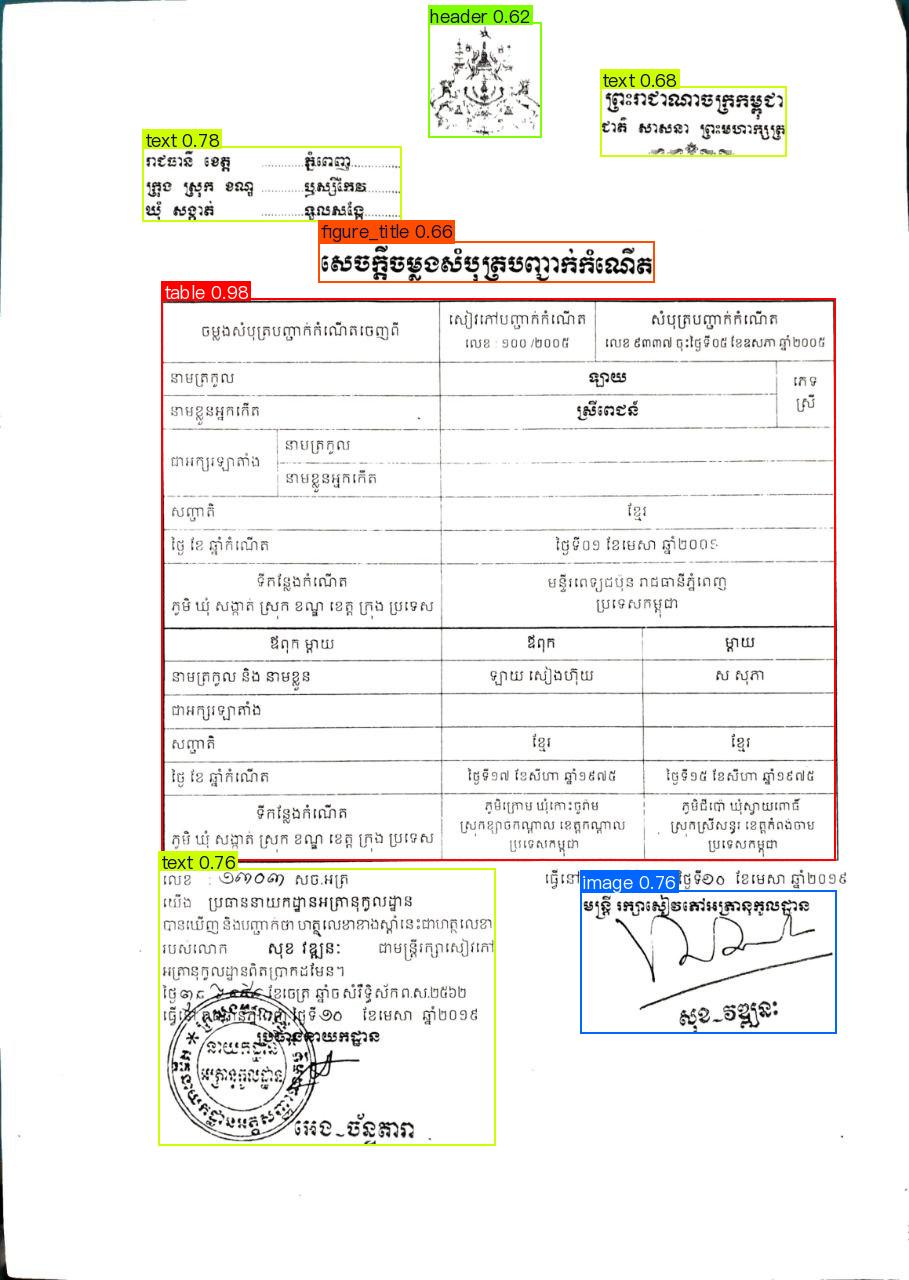 header 0.62
text 0.68
ព្រះរាជាណាចក្រកម្ពុជា
ជាតិ សាសនា ព្រះមហាក្សត្រ
text 0.78
រាជធានី ខេត្ត ............ភ្នំពេញ............
ក្រុង ស្រុក ខណ្ឌ ............ឫស្សីកែវ............
ឃុំ សង្កាត់ ............ទួលសង្កែ............
figure_title 0.66
សេចក្តីចម្លងសំបុត្របញ្ជាក់កំណើត
table 0.98
ចម្លងសំបុត្របញ្ជាក់កំណើតចេញពី
សៀវភៅបញ្ជាក់កំណើត
លេខ : ១០០ /២០០៥
សំបុត្របញ្ជាក់កំណើត
លេខ ៩៣៣៧ ចុះថ្ងៃទី០៥ ខែឧសភា ឆ្នាំ២០០៥
នាមត្រកូល ឡាយ ភេទ
នាមខ្លួនអ្នកកើត ស្រីពេជន៍ ស្រី
ជាអក្សរឡាតាំង នាមត្រកូល
នាមខ្លួនអ្នកកើត
សញ្ជាតិ ខ្មែរ
ថ្ងៃ ខែ ឆ្នាំកំណើត ថ្ងៃទី០១ ខែមេសា
ទីកន្លែងកំណើត
ភូមិ ឃុំ សង្កាត់ ស្រុក ខណ្ឌ ខេត្ត ក្រុង ប្រទេស
មន្ទីរពេទ្យជប៉ុន រាជធានីភ្នំពេញ
ប្រទេសកម្ពុជា
ឪពុក ម្តាយ ឪពុក ម្តាយ
នាមត្រកូល និង នាមខ្លួន ឡាយ សៀងហ៊ុយ ស សុភា
ជាអក្សរឡាតាំង
សញ្ជាតិ ខ្មែរ ខ្មែរ
ថ្ងៃ ខែ ឆ្នាំកំណើត ថ្ងៃទី១៧ ខែសីហា ឆ្នាំ១៩៧៥ ថ្ងៃទី១៥ ខែសីហា ឆ្នាំ១៩៧៥
ទីកន្លែងកំណើត
ភូមិ ឃុំ សង្កាត់ ស្រុក ខណ្ឌ ខេត្ត ក្រុង ប្រទេស
ភូមិក្រោម ឃុំកោះចូរ៉ាម
ស្រុកខ្សាចកណ្តាល ខេត្តកណ្តាល
ប្រទេសកម្ពុជា
ភូមិជីប៉ោ ឃុំស្វាយពោធិ៍
ស្រុកស្រីសន្ធរ ខេត្តកំពង់ចាម
ប្រទេសកម្ពុជា
text 0.76
លេខ : ១៣០៣ សច.អត្រ
យើង ប្រធាននាយកដ្ឋានអត្រានុកូលដ្ឋាន
បានឃើញ និងបញ្ជាក់ថា ហត្ថលេខាខាងស្តាំនេះជាហត្ថលេខា
របស់លោក សុខ វឌ្ឍនៈ ជាមន្ត្រីរក្សាសៀវភៅ
អត្រានុកូលដ្ឋានពិតប្រាកដមែន។
ខែចេត្រ ឆ្នាំច សំរឹទ្ធិស័ក ព.ស.២៥៦២
ថ្ងៃទី១០ ខែមេសា ឆ្នាំ២០១៩
ប្រធាននាយកដ្ឋាន
នាយកដ្ឋាន
អត្រានុកូលដ្ឋាន
អេង ច័ន្ទតារា
ធ្វើនៅ ថ្ងៃទី១០ ខែមេសា ឆ្នាំ២០១៩
image 0.76
មន្ត្រី រក្សាសៀវភៅអត្រានុកូលដ្ឋាន
សុខ វឌ្ឍនៈ